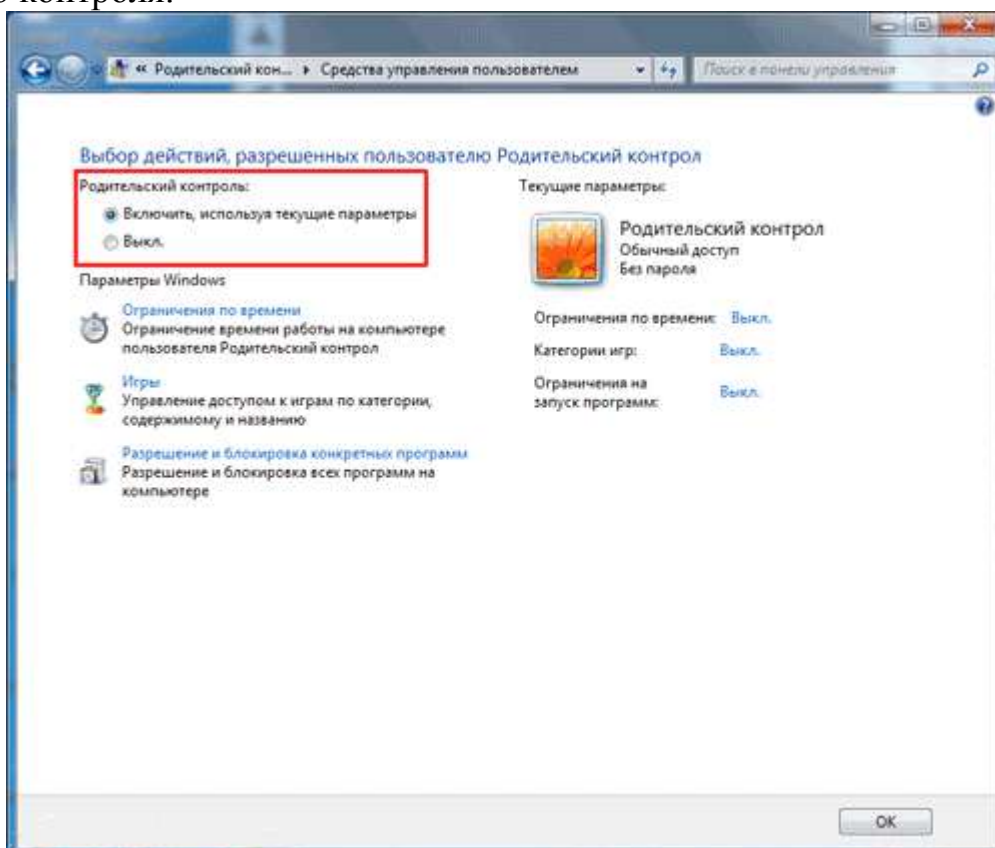 контроля.
« Родительский кон... ▸ Средства управления пользователем
Поиск в панели управления
Выбор действий, разрешенных пользователю Родительский контрол
Родительский контроль:
Включить, используя текущие параметры
Выкл.
Параметры Windows
Ограничения по времени
Ограничение времени работы на компьютере
пользователя Родительский контрол
Игры
Управление доступом к играм по категории,
содержимому и названию
Разрешение и блокировка конкретных программ
Разрешение и блокировка всех программ на
компьютере
Текущие параметры:
Родительский контрол
Обычный доступ
Без пароля
Ограничения по времени: Выкл.
Категории игр: Выкл.
Ограничения на
запуск программ: Выкл.
OK